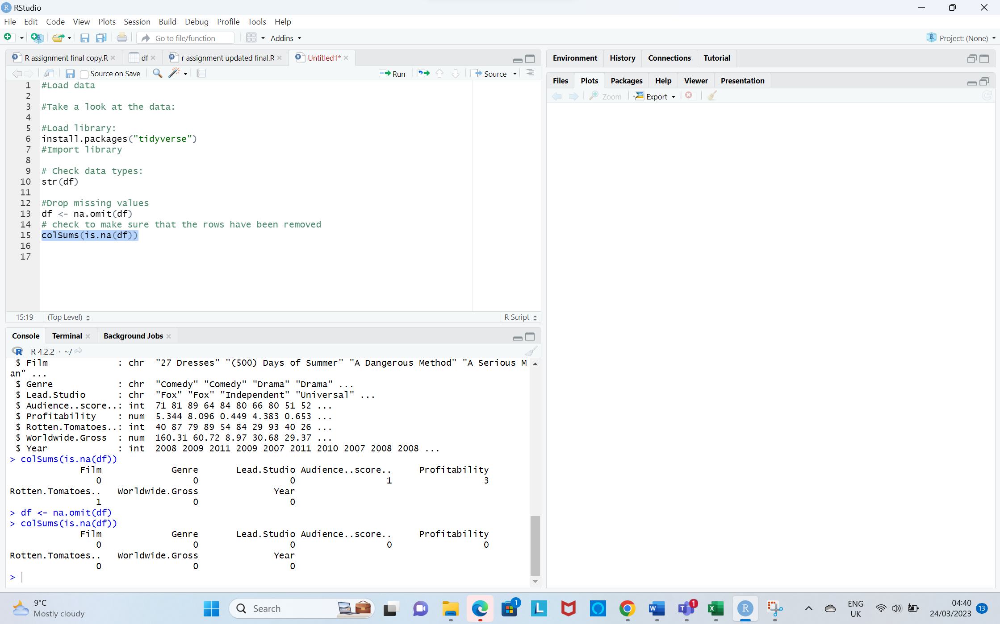 RStudio
File Edit Code View Plots Session Build Debug Profile Tools Help
Go to file/function Addins Project: (None)
R assignment final copy.R df r assignment updated final.R Untitled1*
Source on Save Run Source
1 #Load data
2
3 #Take a look at the data:
4
5 #Load library:
6 install.packages("tidyverse")
7 #Import library
8
9 # Check data types:
10 str(df)
11
12 #Drop missing values
13 df <- na.omit(df)
14 # check to make sure that the rows have been removed
15 colSums(is.na(df))
16
17
15:19 (Top Level) R Script
Console Terminal Background Jobs
R 4.2.2 · ~/
$ Film : chr "27 Dresses" "(500) Days of Summer" "A Dangerous Method" "A Serious M
an" ...
$ Genre : chr "Comedy" "Comedy" "Drama" "Drama" ...
$ Lead.Studio : chr "Fox" "Fox" "Independent" "Universal" ...
$ Audience..score..: int 71 81 89 64 84 80 66 80 51 52 ...
$ Profitability : num 5.344 8.096 0.449 4.383 0.653 ...
$ Rotten.Tomatoes..: int 40 87 79 89 54 84 29 93 40 26 ...
$ Worldwide.Gross : num 160.31 60.72 8.97 30.68 29.37 ...
$ Year : int 2008 2009 2011 2009 2007 2011 2010 2007 2008 2008 ...
> colSums(is.na(df))
Film Genre Lead.Studio Audience..score.. Profitability
0 0 0 1 3
Rotten.Tomatoes.. Worldwide.Gross Year
1 0 0
> df <- na.omit(df)
> colSums(is.na(df))
Film Genre Lead.Studio Audience..score.. Profitability
0 0 0 0 0
Rotten.Tomatoes.. Worldwide.Gross Year
0 0 0
>
Environment History Connections Tutorial
Files Plots Packages Help Viewer Presentation
Zoom Export
9°C
Mostly cloudy
Search
1
1
ENG
UK
04:40
24/03/2023
13